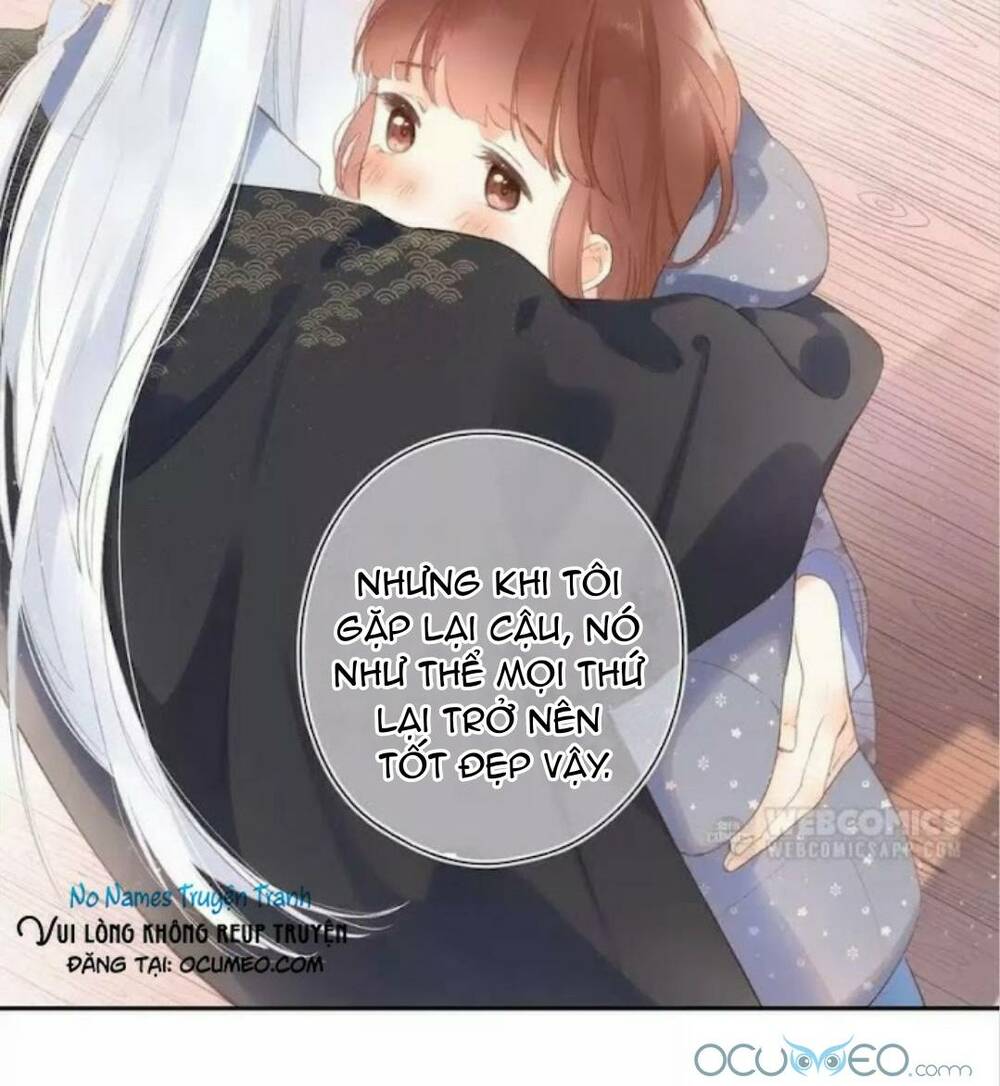 NHƯNG KHI TÔI
GẶP LẠI CẬU, NÓ
NHƯ THỂ MỌI THỨ
LẠI TRỞ NÊN
TỐT ĐẸP VẬY.
WEBCOMICS
WEBCOMICSAPP.COM
No Names Truyện Tranh
VUI LÒNG KHÔNG REUP TRUYỆN
ĐĂNG TẠI: OCUMEO.COM
OCUMEO.comm